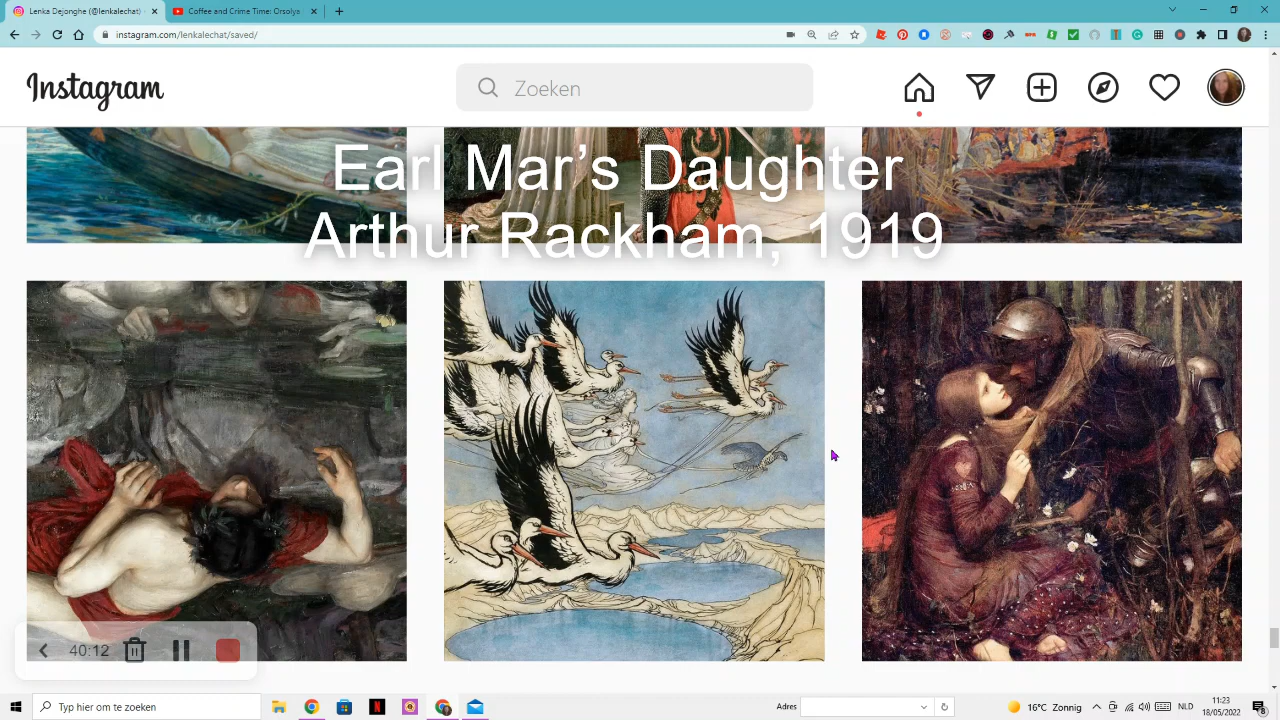 Lenka Dejonghe (@lenkalechat)
Coffee and Crime Time: Orsolya
instagram.com/lenkalechat/saved/
Instagram
Zoeken
Earl Mar’s Daughter
Arthur Rackham, 1919
40:12
Typ hier om te zoeken
Adres
16°C Zonnig
NLD
11:23
18/05/2022